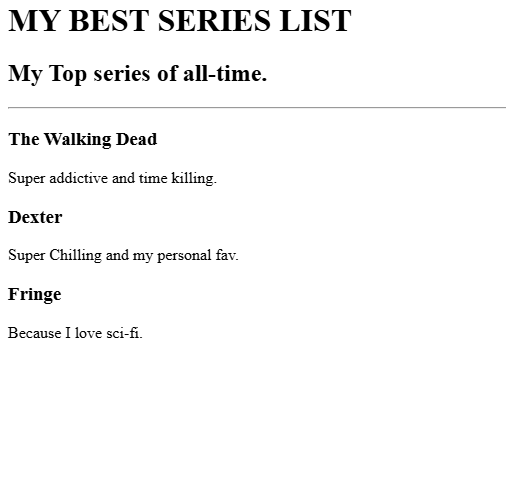 MY BEST SERIES LIST
My Top series of all-time.
The Walking Dead
Super addictive and time killing.
Dexter
Super Chilling and my personal fav.
Fringe
Because I love sci-fi.